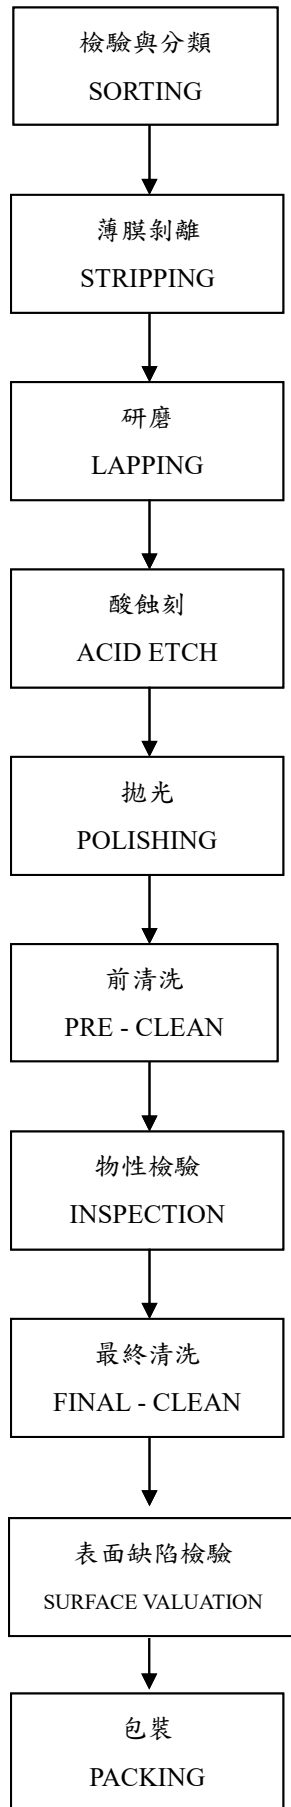 檢驗與分類
SORTING
薄膜剝離
STRIPPING
研磨
LAPPING
酸蝕刻
ACID ETCH
拋光
POLISHING
前清洗
PRE - CLEAN
物性檢驗
INSPECTION
最終清洗
FINAL - CLEAN
表面缺陷檢驗
SURFACE VALUATION
包裝
PACKING